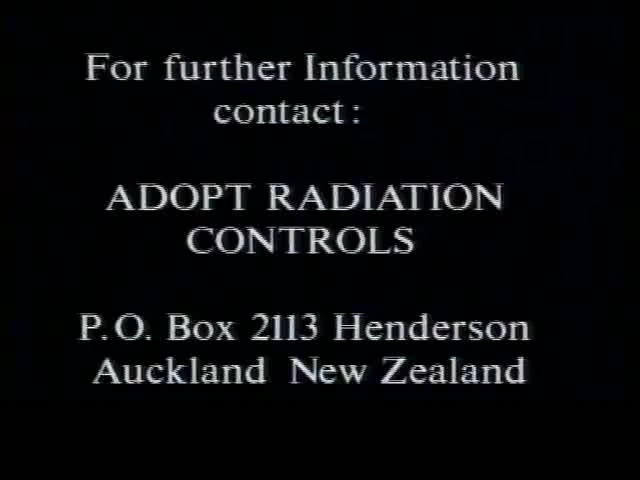 For further Information
contact :
ADOPT RADIATION
CONTROLS
P.O. Box 2113 Henderson
Auckland New Zealand